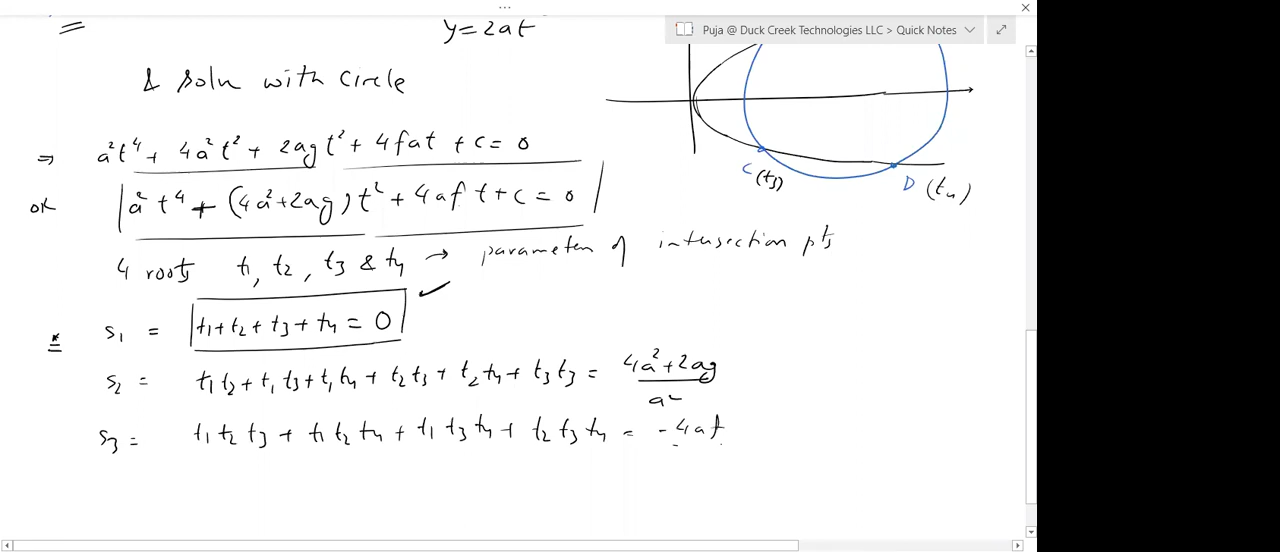 y = 2at
Puja @ Duck Creek Technologies LLC > Quick Notes
& soln with circle
⇒ a²t⁴ + 4a²t² + 2agt² + 4fat + c = 0
C (t3)
D (t4)
or a²t⁴ + (4a²+2ag)t² + 4aft + c = 0
4 roots t1, t2, t3 & t4 → parameter of intersection pts
* S1 = t1 + t2 + t3 + t4 = 0 ✓
S2 = t1t2 + t1t3 + t1t4 + t2t3 + t2t4 + t3t3 = (4a²+2ag)/a²
S3 = t1t2t3 + t1t2t4 + t1t3t4 + t2t3t4 = -4af